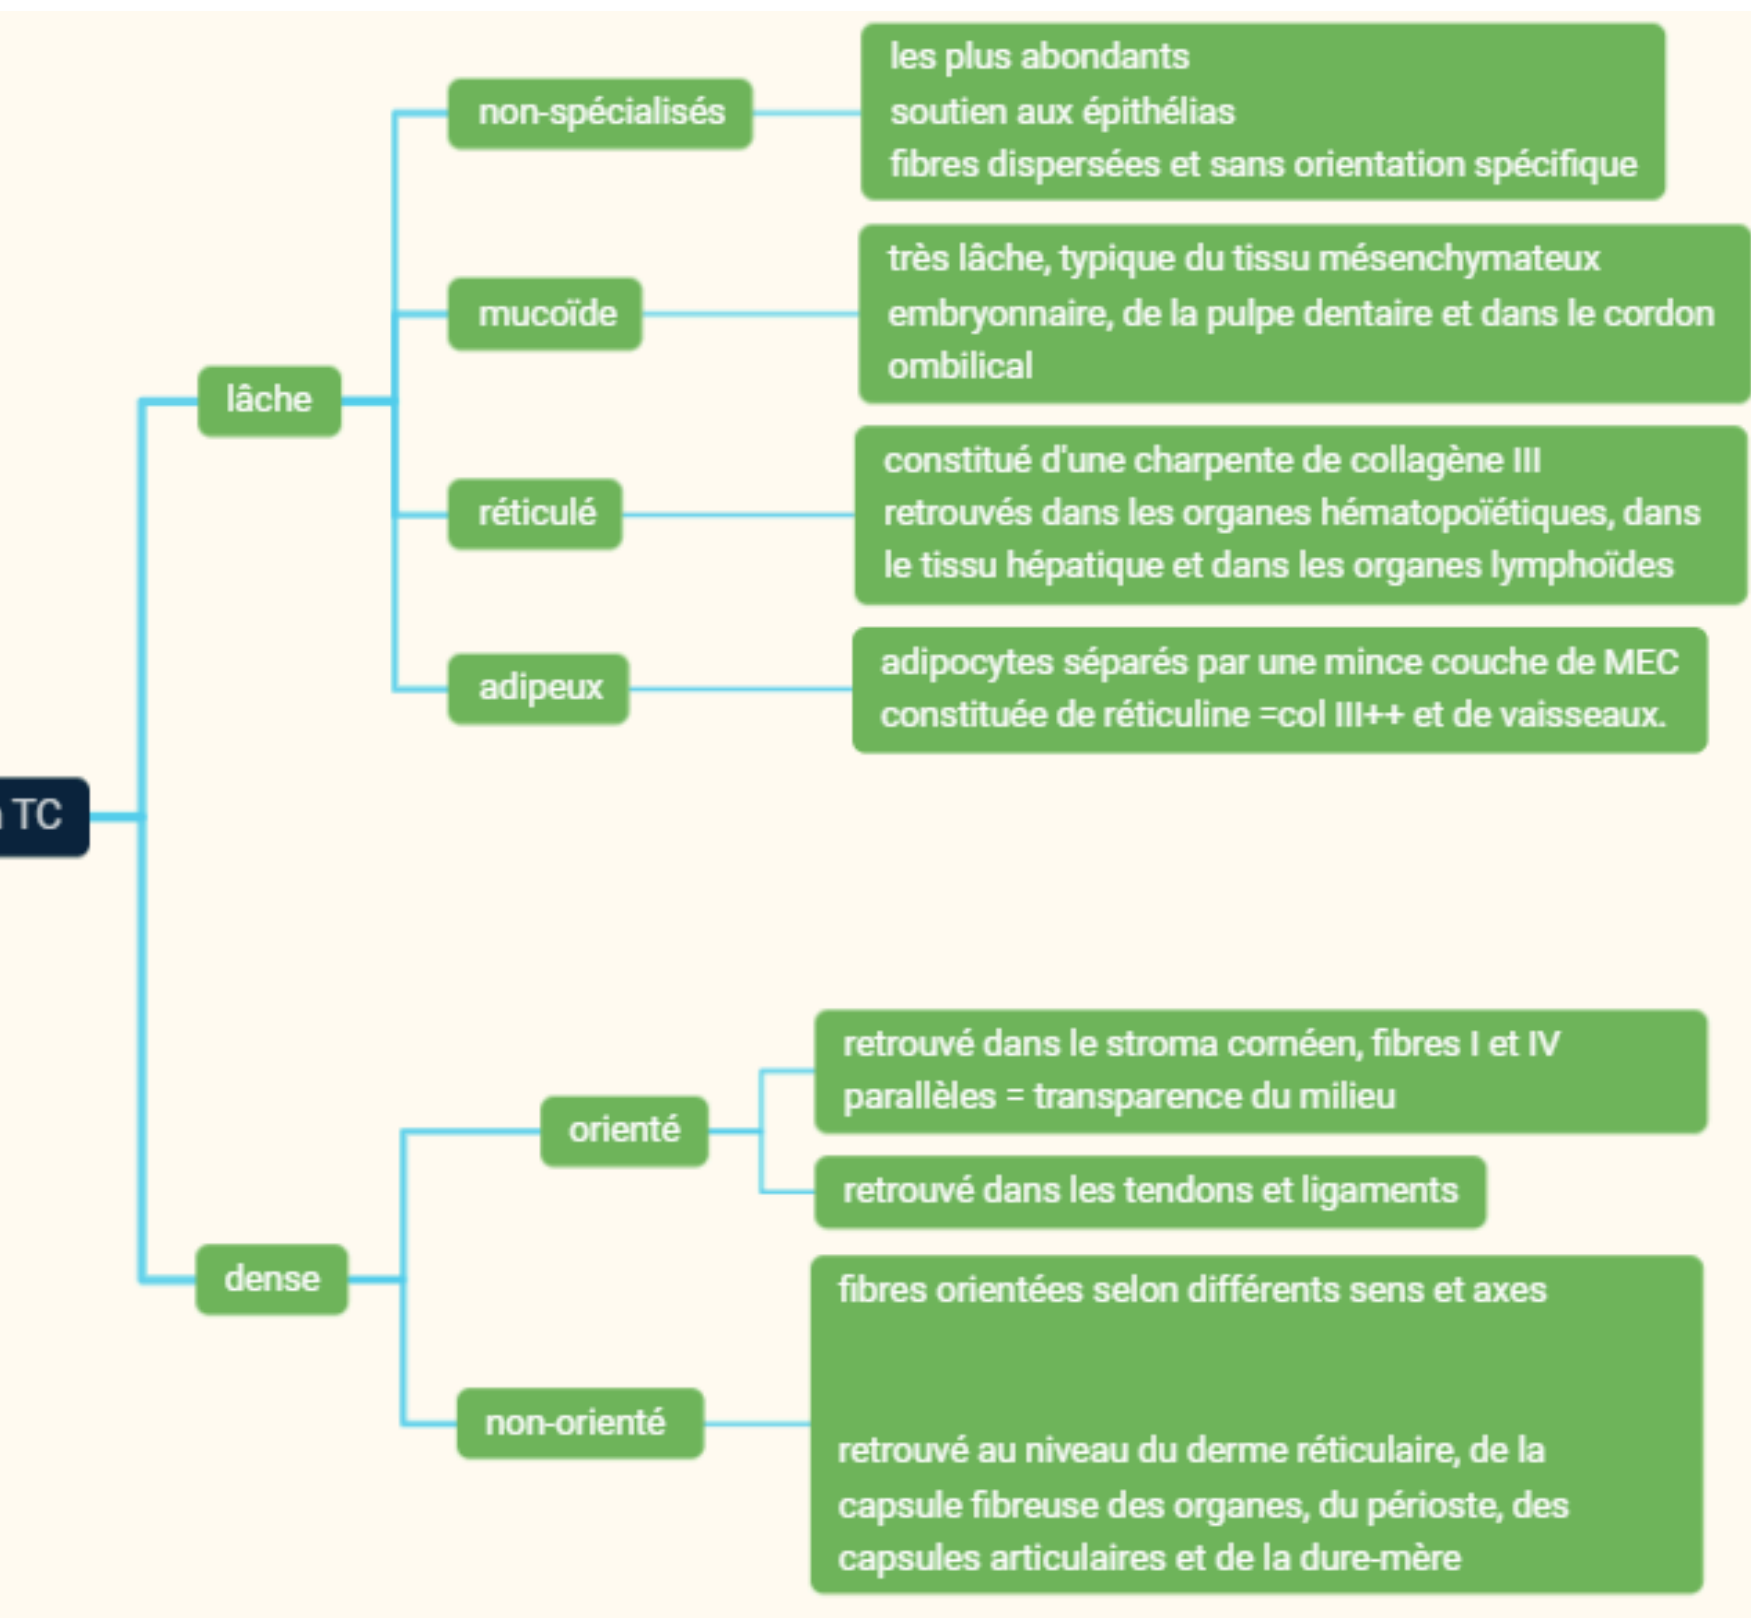 non-spécialisés
les plus abondants
soutien aux épithélias
fibres dispersées et sans orientation spécifique
mucoïde
très lâche, typique du tissu mésenchymateux
embryonnaire, de la pulpe dentaire et dans le cordon
ombilical
lâche
réticulé
constitué d'une charpente de collagène III
retrouvés dans les organes hématopoïétiques, dans
le tissu hépatique et dans les organes lymphoïdes
adipeux
adipocytes séparés par une mince couche de MEC
constituée de réticuline =col III++ et de vaisseaux.
TC
orienté
retrouvé dans le stroma cornéen, fibres I et IV
parallèles = transparence du milieu
retrouvé dans les tendons et ligaments
dense
non-orienté
fibres orientées selon différents sens et axes
retrouvé au niveau du derme réticulaire, de la
capsule fibreuse des organes, du périoste, des
capsules articulaires et de la dure-mère